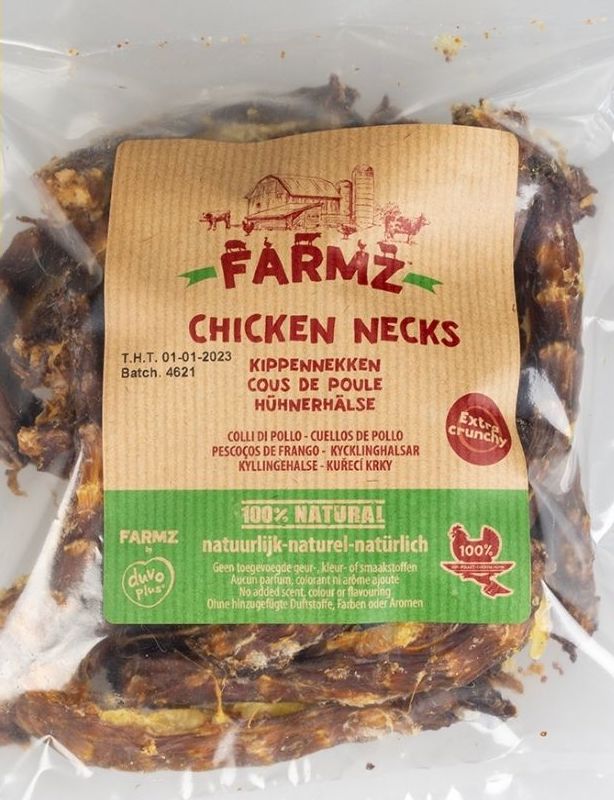 FARMZ
CHICKEN NECKS
T.H.T. 01-01-2023
Batch. 4621
KIPPENNEKKEN
COUS DE POULE
HÜHNERHÄLSE
Extra
crunchy
COLLI DI POLLO - CUELLOS DE POLLO
PESCOÇOS DE FRANGO - KYCKLINGHALSAR
KYLLINGEHALSE - KUŘECÍ KRKY
100% NATURAL
natuurlijk-naturel-natürlich
FARMZ
by
duvo
plus+
100%
Geen toegevoegde geur-, kleur- of smaakstoffen
Aucun parfum, colorant ni arôme ajouté
No added scent, colour or flavouring
Ohne hinzugefügte Duftstoffe, Farben oder Aromen